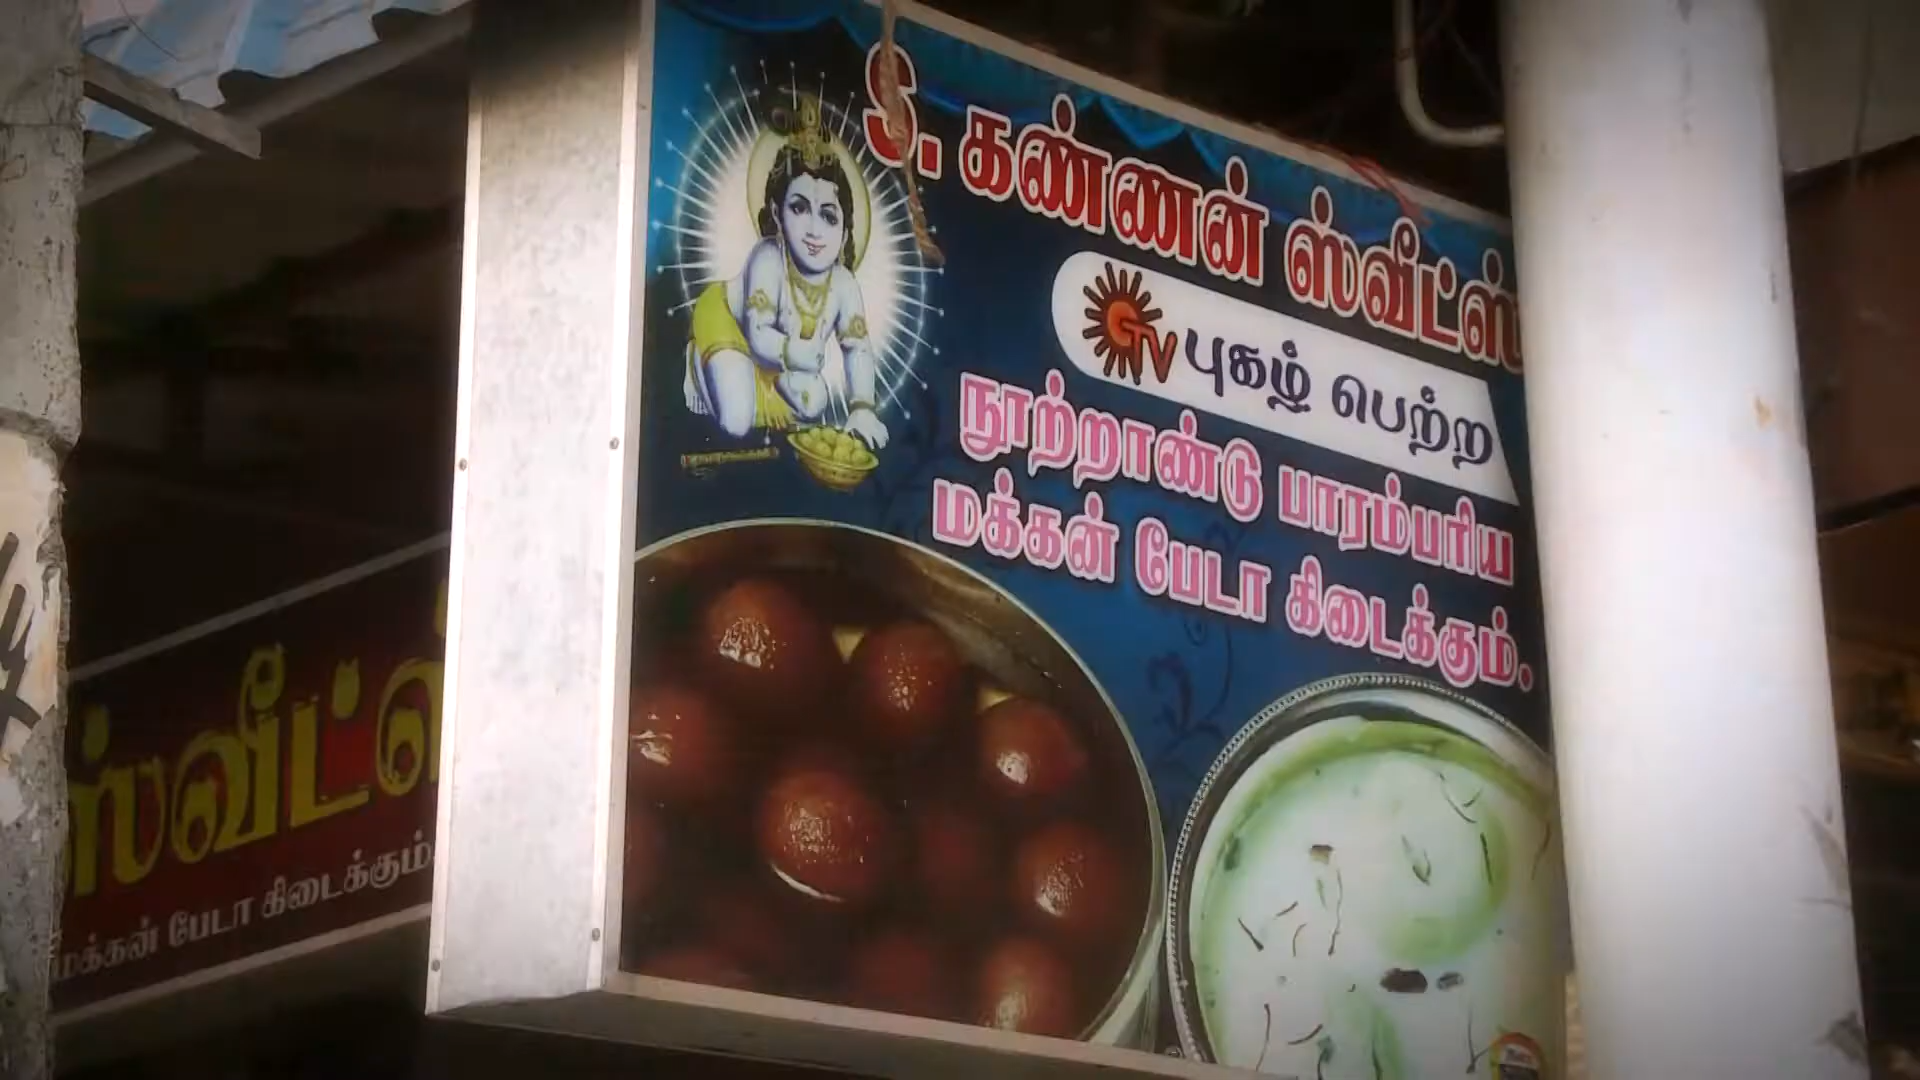 S. கண்ணன் ஸ்வீட்ஸ்
புகழ் பெற்ற
நூற்றாண்டு பாரம்பரிய
மக்கன் பேடா கிடைக்கும்.
ஸ்வீட்ஸ்
மக்கன் பேடா கிடைக்கும்.